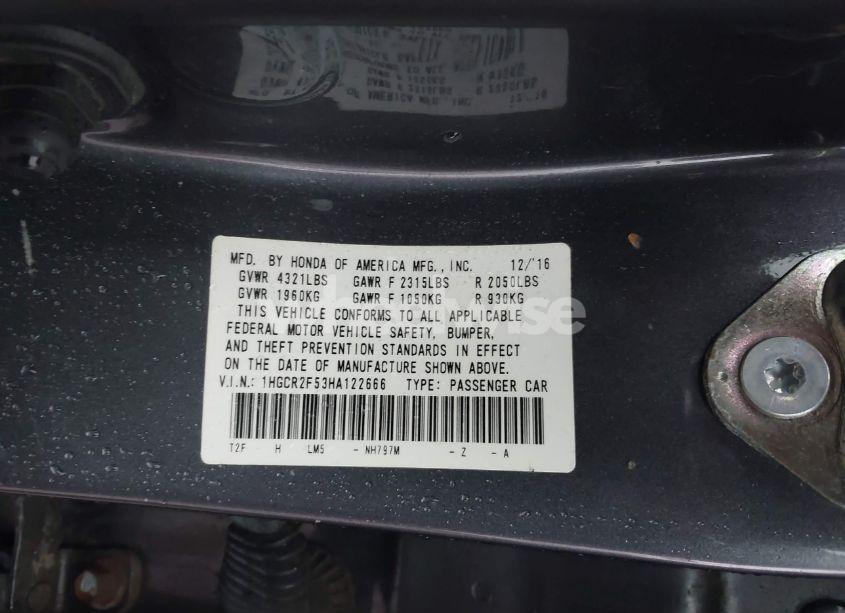 MFD. BY HONDA OF AMERICA MFG., INC. 12/'16
GVWR 4321LBS GAWR F 2315LBS R 2050LBS
GVWR 1960KG GAWR F 1050KG R 930KG
THIS VEHICLE CONFORMS TO ALL APPLICABLE
FEDERAL MOTOR VEHICLE SAFETY, BUMPER,
AND THEFT PREVENTION STANDARDS IN EFFECT
ON THE DATE OF MANUFACTURE SHOWN ABOVE.
V.I.N.: 1HGCR2F53HA122666 TYPE: PASSENGER CAR
T2F H LM5 - NH797M - Z - A